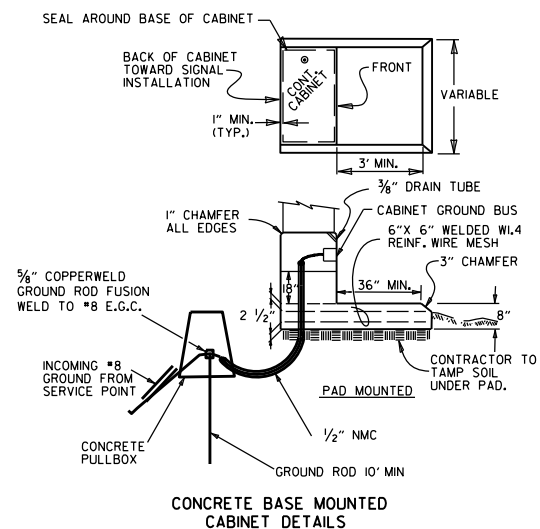 SEAL AROUND BASE OF CABINET
BACK OF CABINET
TOWARD SIGNAL
INSTALLATION
CONT.
CABINET
FRONT
VARIABLE
1" MIN.
(TYP.)
3' MIN.
3/8" DRAIN TUBE
CABINET GROUND BUS
1" CHAMFER
ALL EDGES
6"X 6" WELDED W1.4
REINF. WIRE MESH
3" CHAMFER
5/8" COPPERWELD
GROUND ROD FUSION
WELD TO #8 E.G.C.
18"
36" MIN.
2 1/2"
8"
INCOMING #8
GROUND FROM
SERVICE POINT
CONTRACTOR TO
TAMP SOIL
UNDER PAD.
PAD MOUNTED
1/2" NMC
CONCRETE
PULLBOX
GROUND ROD 10' MIN
CONCRETE BASE MOUNTED
CABINET DETAILS